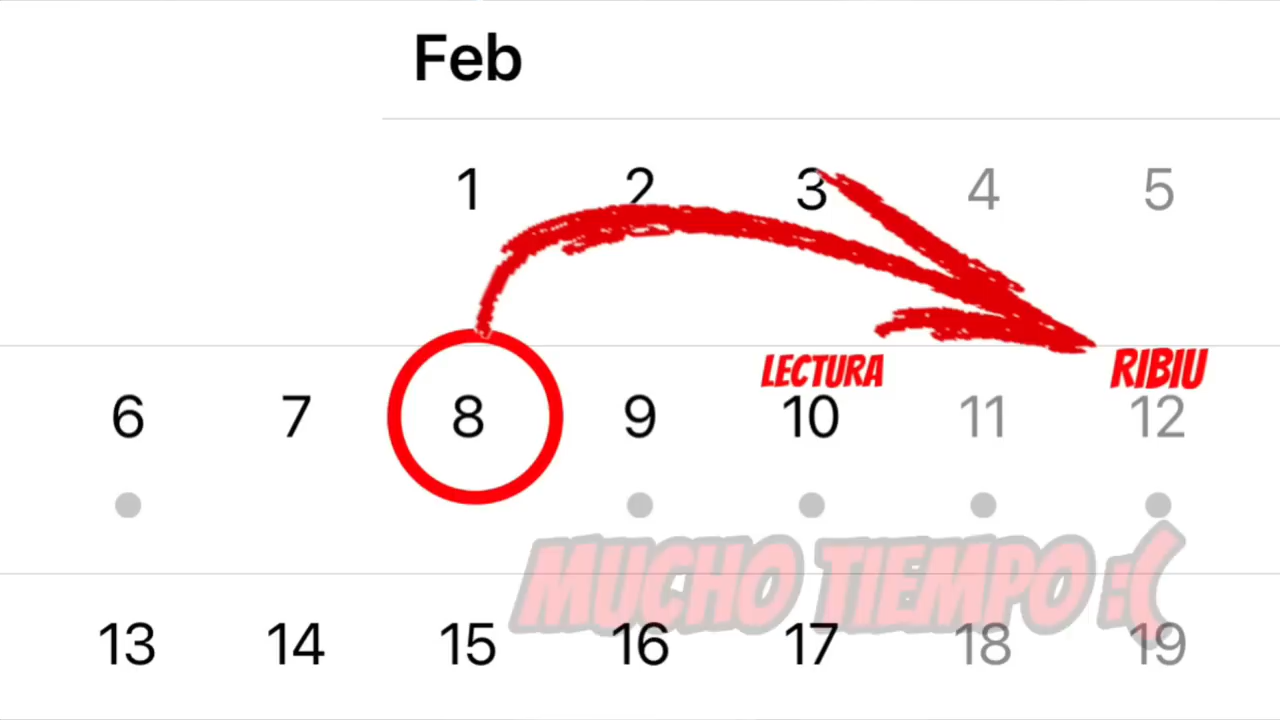 Feb
1 2 3 4 5
LECTURA RIBIU
6 7 8 9 10 11 12
MUCHO TIEMPO :(
13 14 15 16 17 18 19